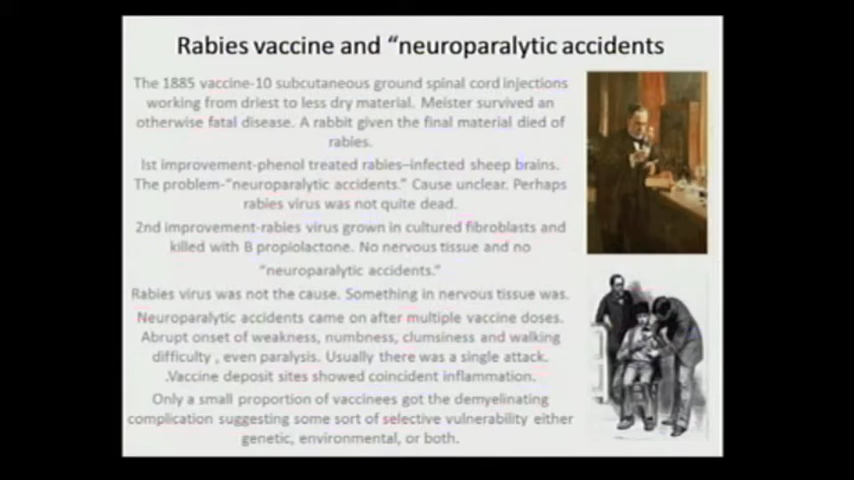 Rabies vaccine and “neuroparalytic accidents
The 1885 vaccine-10 subcutaneous ground spinal cord injections
working from driest to less dry material. Meister survived an
otherwise fatal disease. A rabbit given the final material died of
rabies.
Ist improvement-phenol treated rabies–infected sheep brains.
The problem-“neuroparalytic accidents.” Cause unclear. Perhaps
rabies virus was not quite dead.
2nd improvement-rabies virus grown in cultured fibroblasts and
killed with B propiolactone. No nervous tissue and no
“neuroparalytic accidents.”
Rabies virus was not the cause. Something in nervous tissue was.
Neuroparalytic accidents came on after multiple vaccine doses.
Abrupt onset of weakness, numbness, clumsiness and walking
difficulty , even paralysis. Usually there was a single attack.
.Vaccine deposit sites showed coincident inflammation.
Only a small proportion of vaccinees got the demyelinating
complication suggesting some sort of selective vulnerability either
genetic, environmental, or both.